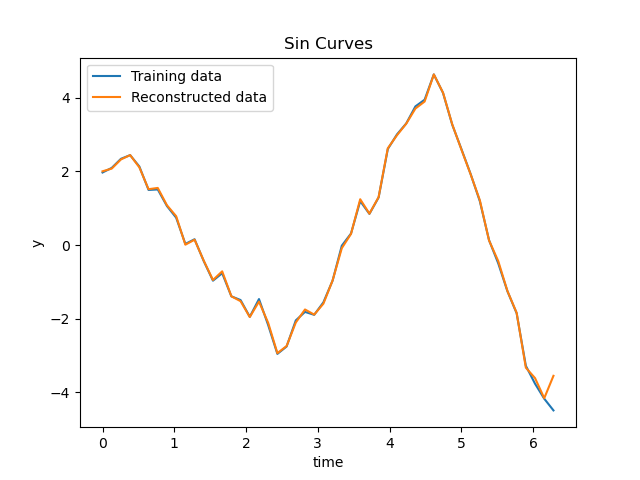 Sin Curves
Training data
Reconstructed data
4
2
0
−2
−4
y
0 1 2 3 4 5 6
time